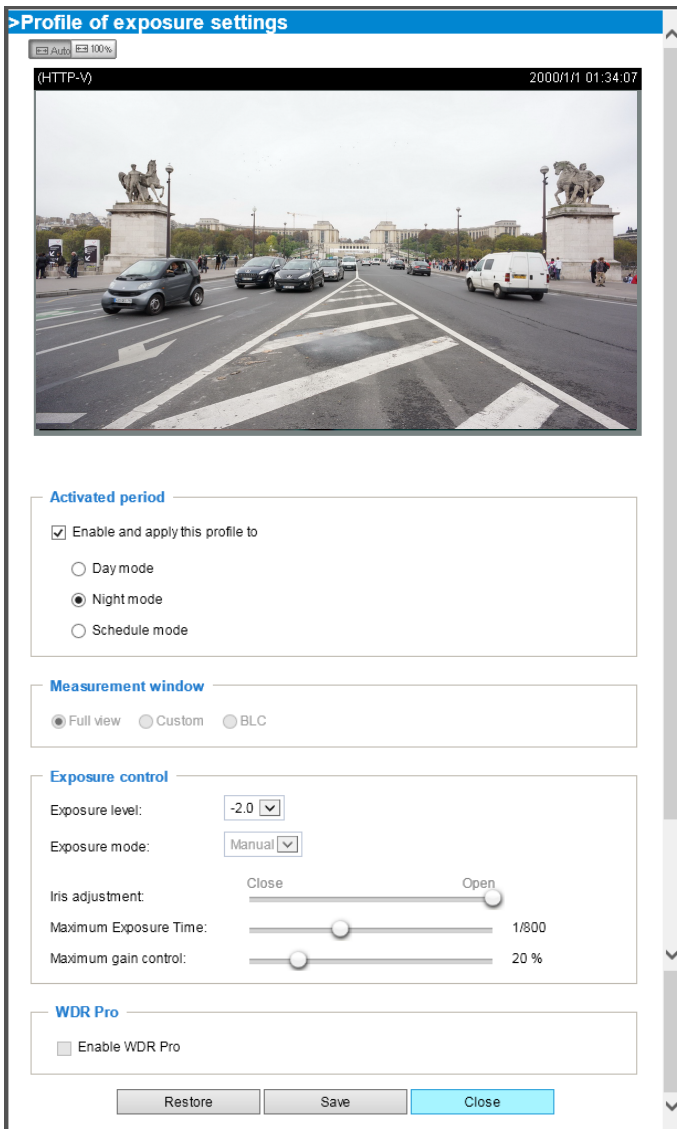 >Profile of exposure settings
Auto 100%
(HTTP-V) 2000/1/1 01:34:07
Activated period
Enable and apply this profile to
Day mode
Night mode
Schedule mode
Measurement window
Full view Custom BLC
Exposure control
Exposure level: -2.0
Exposure mode: Manual
Close Open
Iris adjustment:
Maximum Exposure Time: 1/800
Maximum gain control: 20 %
WDR Pro
Enable WDR Pro
Restore Save Close